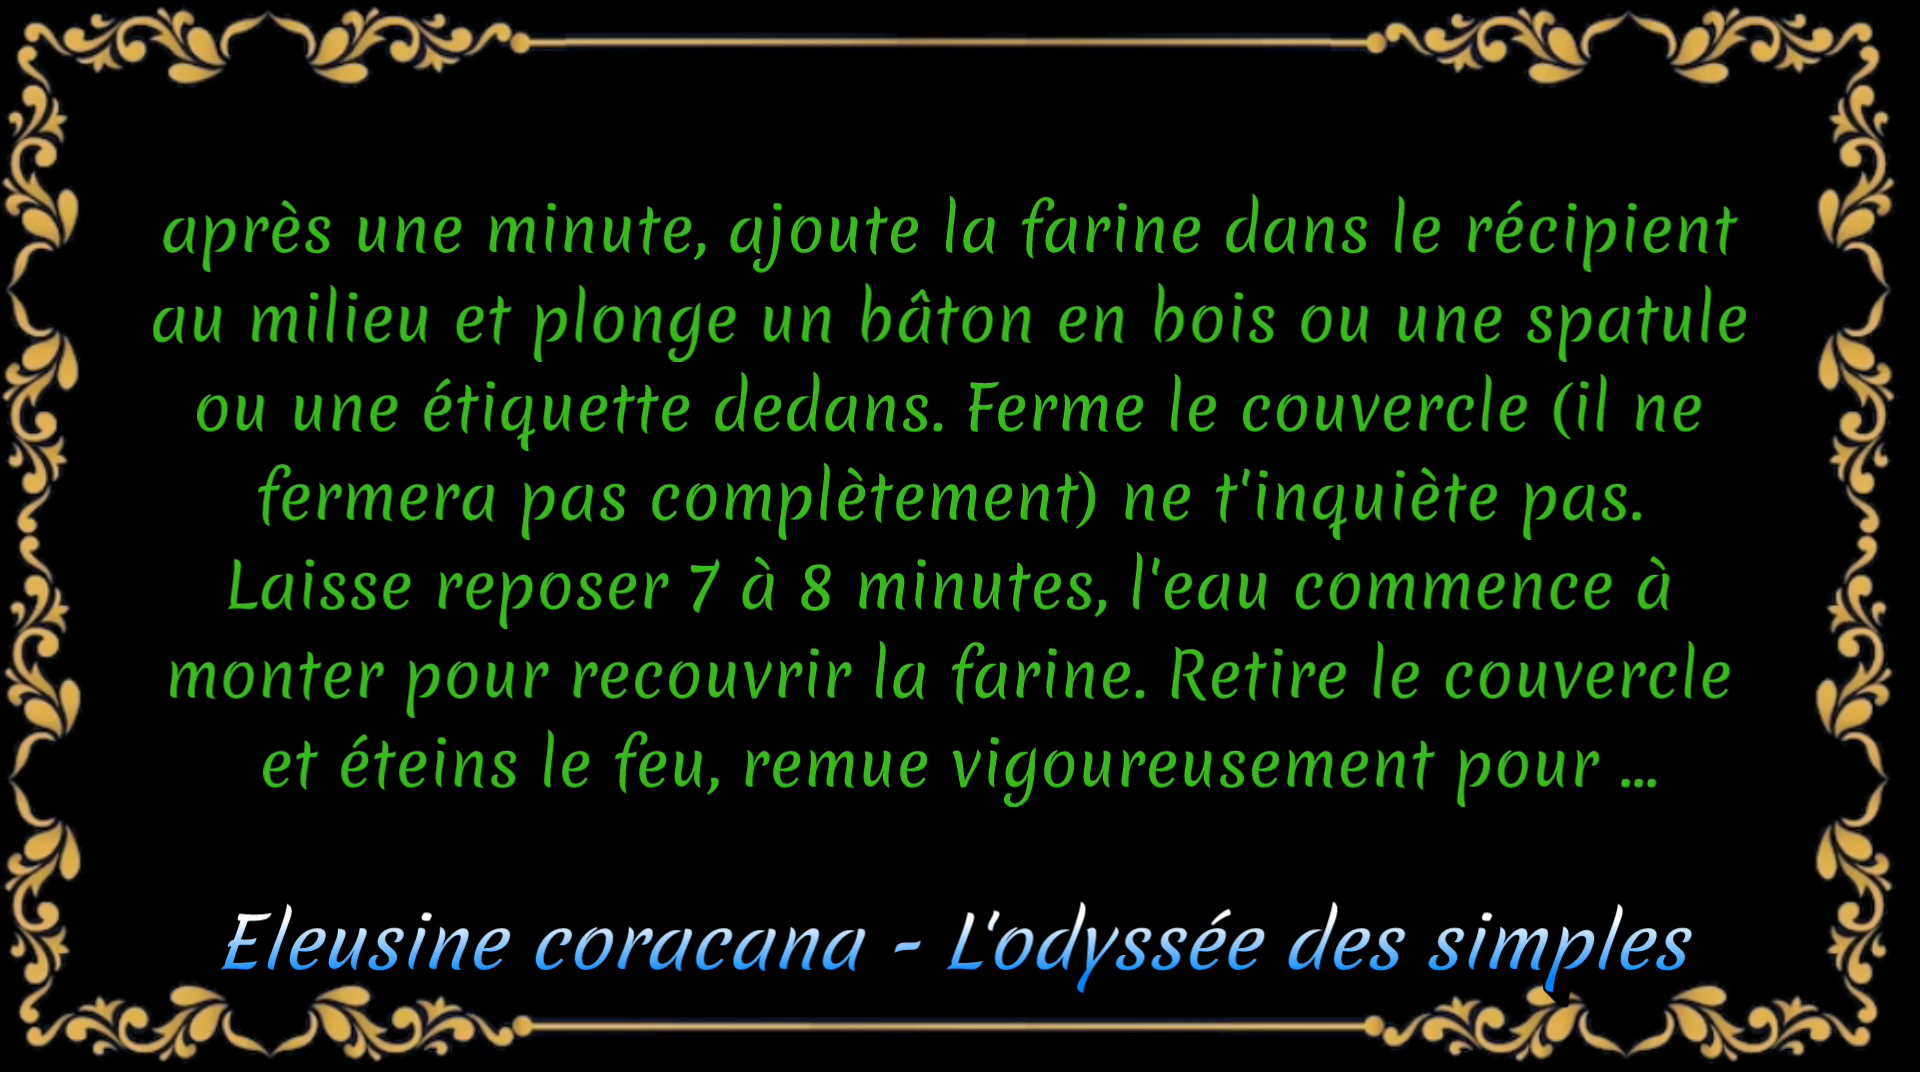 après une minute, ajoute la farine dans le récipient
au milieu et plonge un bâton en bois ou une spatule
ou une étiquette dedans. Ferme le couvercle (il ne
fermera pas complètement) ne t'inquiète pas.
Laisse reposer 7 à 8 minutes, l'eau commence à
monter pour recouvrir la farine. Retire le couvercle
et éteins le feu, remue vigoureusement pour ...
Eleusine coracana - L'odyssée des simples